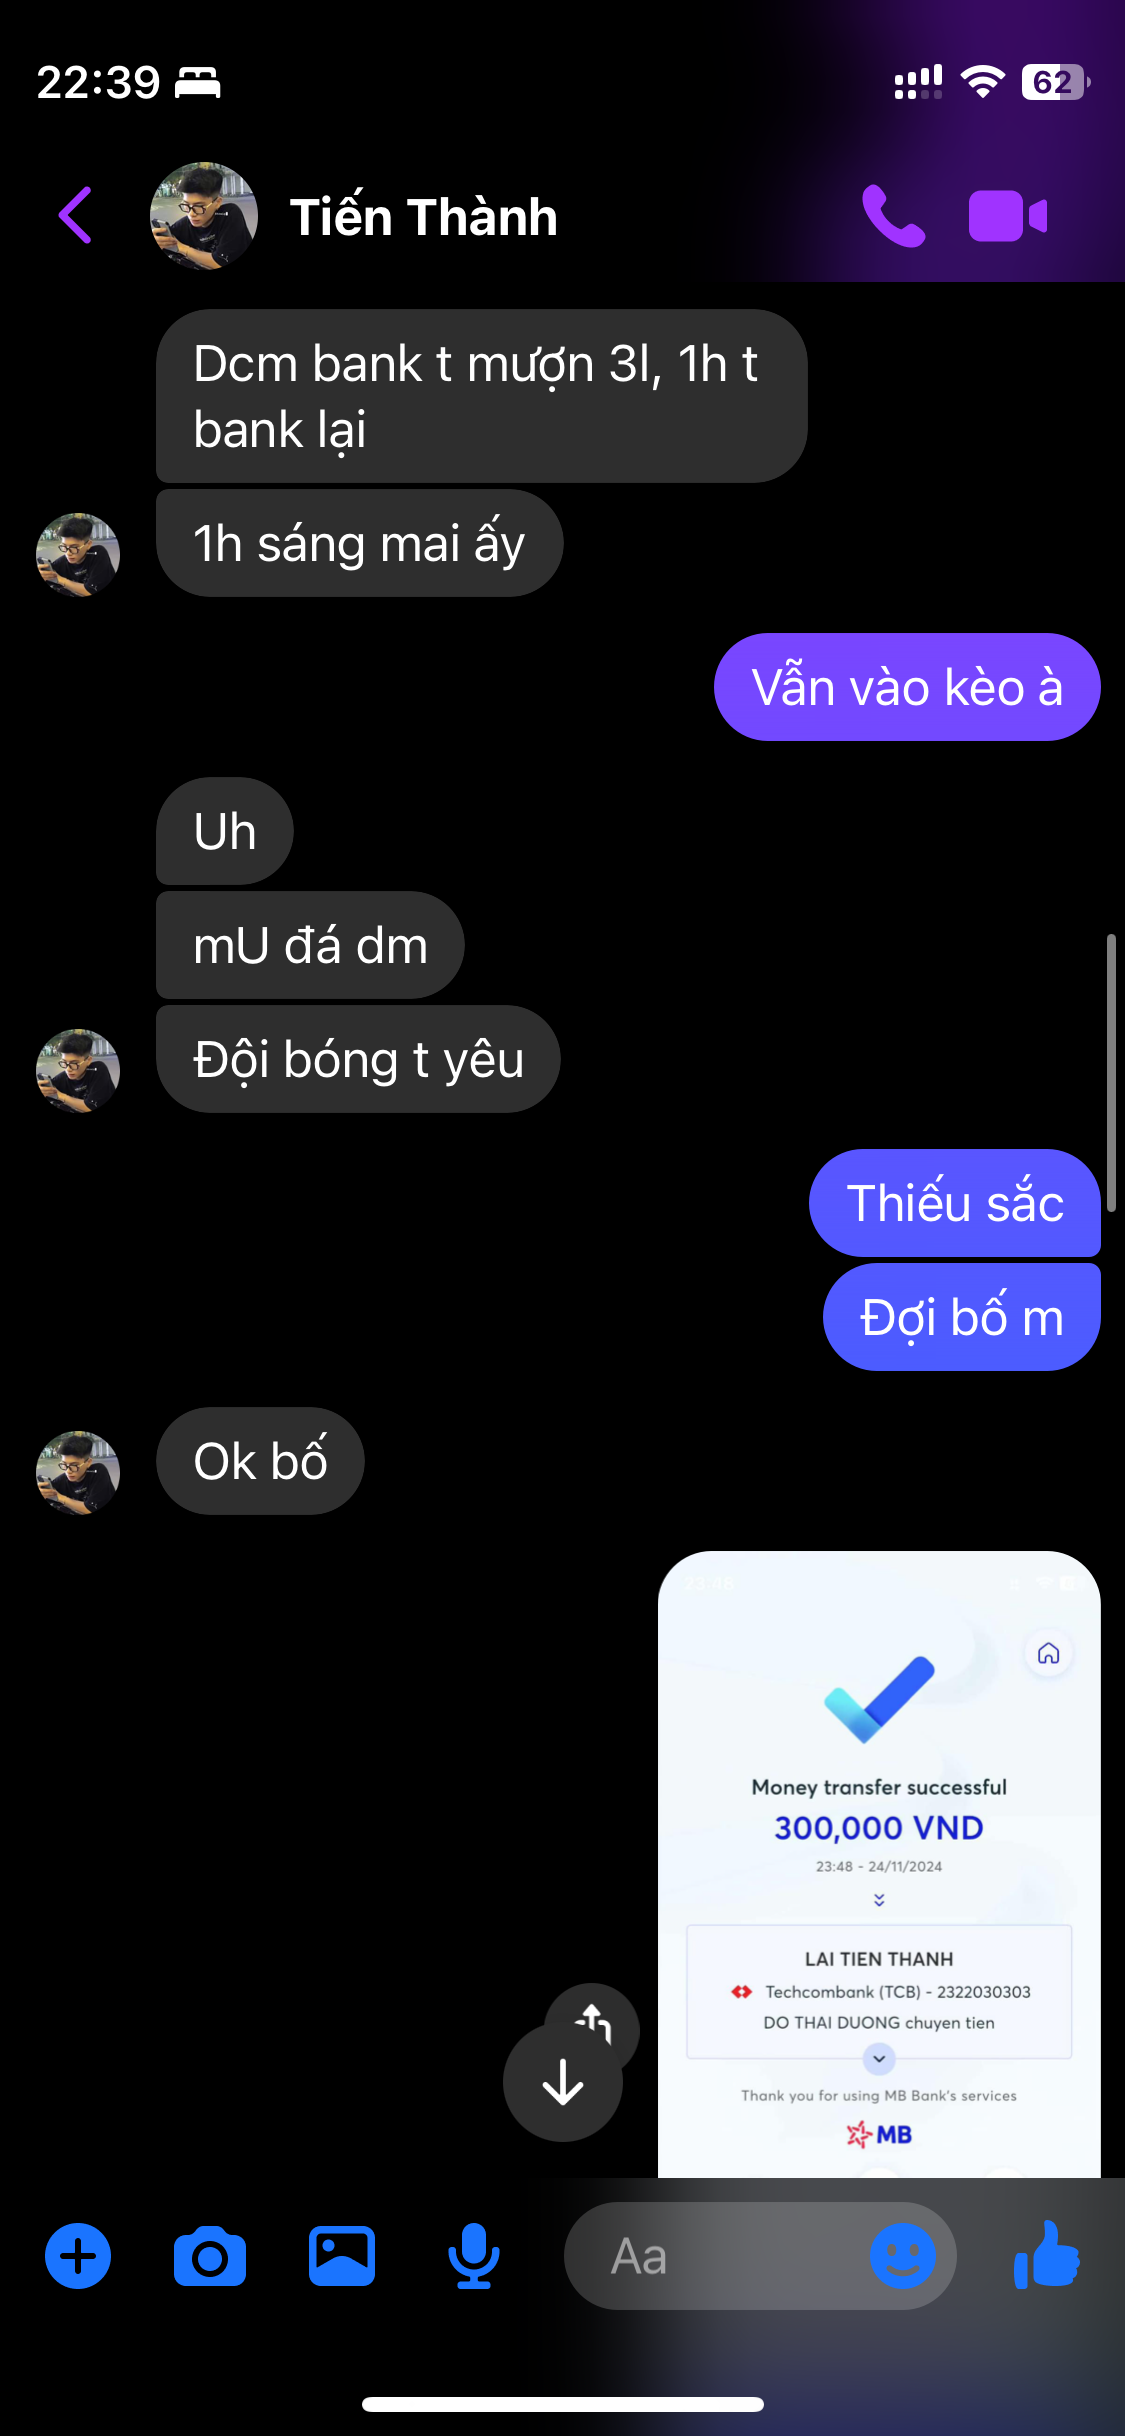 22:39
62
Tiến Thành
Dcm bank t mượn 3l, 1h t
bank lại
1h sáng mai ấy
Vẫn vào kèo à
Uh
mU đá dm
Đội bóng t yêu
Thiếu sắc
Đợi bố m
Ok bố
23:48
Money transfer successful
300,000 VND
23:48 - 24/11/2024
LAI TIEN THANH
Techcombank (TCB) - 2322030303
DO THAI DUONG chuyen tien
Thank you for using MB Bank's services
MB
Aa